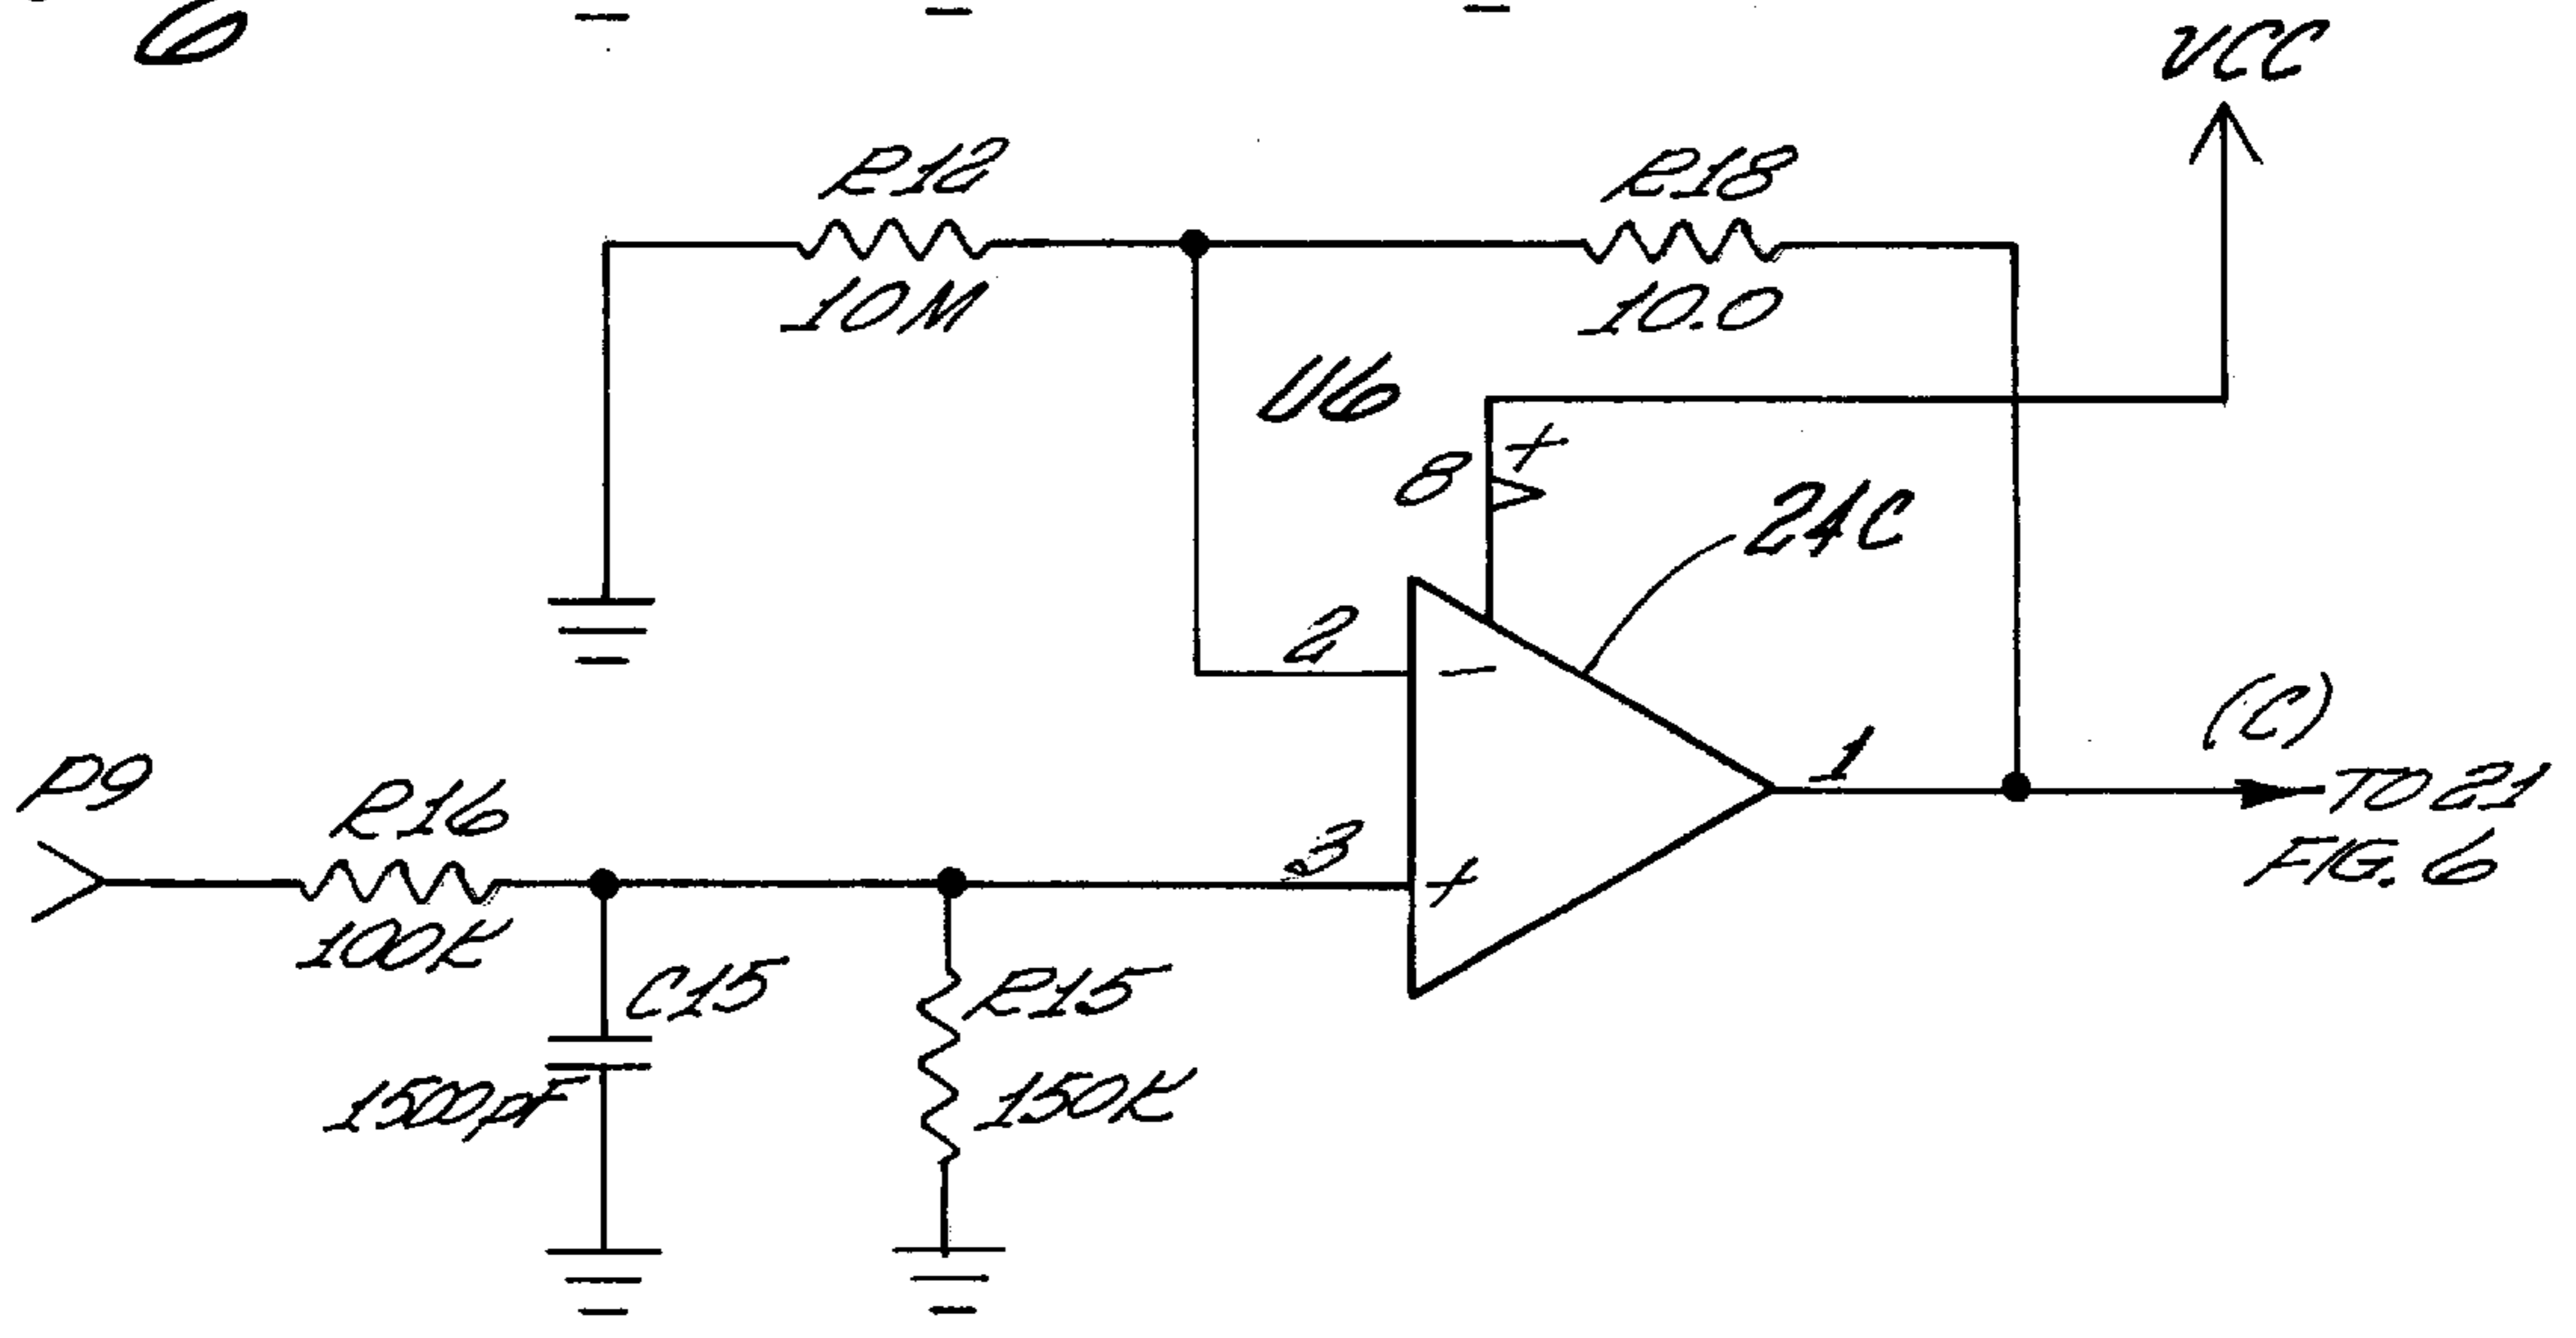 6
VCC
R12
R18
10M
10.0
U6
8
+
V
24C
2
−
(C)
1
P9
TO 21
R16
3
FIG. 6
+
100K
C15
R15
1500pF
150K